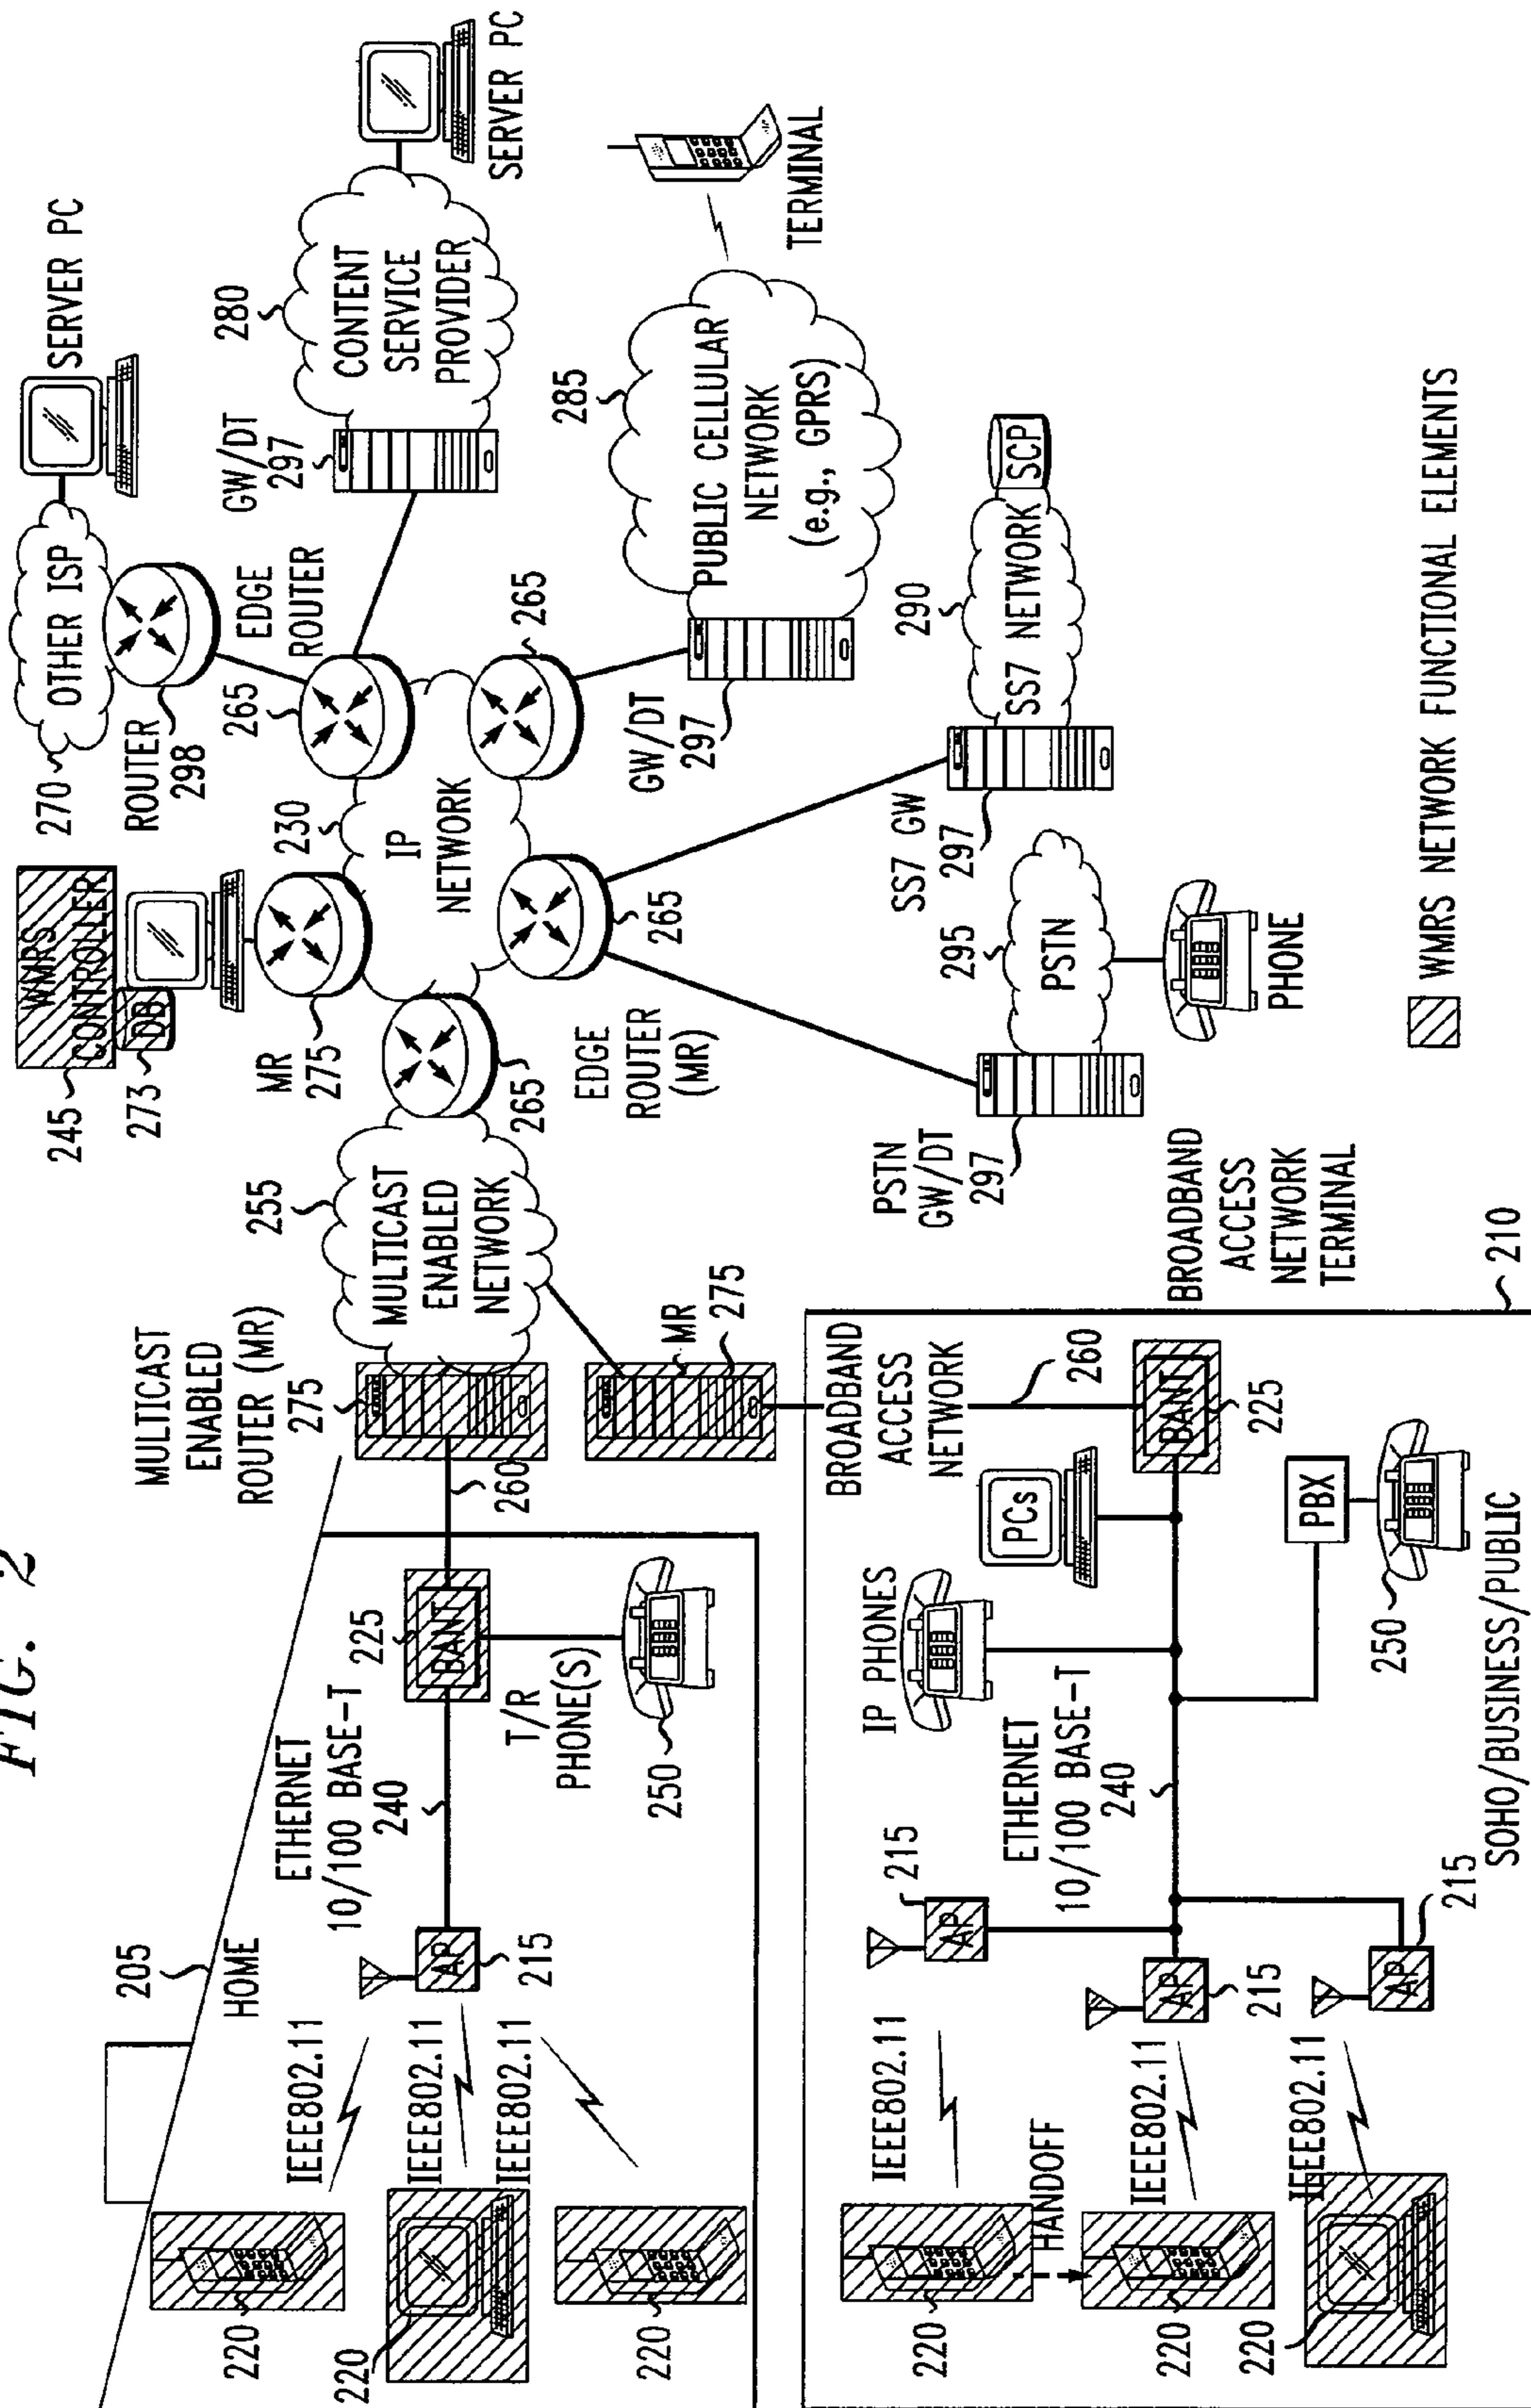 FIG. 2
205
HOME
220
IEEE802.11
220
IEEE802.11
220
IEEE802.11
AP
215
ETHERNET
10/100 BASE-T
240
225
BANT
T/R
PHONE(S)
250
260
MULTICAST
ENABLED
ROUTER (MR)
275
MR
275
255
MULTICAST
ENABLED
NETWORK
245
WMRS
CONTROLLER
273
DB
MR
275
265
230
IP
NETWORK
EDGE
ROUTER
(MR)
265
270
OTHER ISP
SERVER PC
ROUTER
298
265
EDGE
ROUTER
265
GW/DT
297
280
CONTENT
SERVICE
PROVIDER
SERVER PC
GW/DT
297
285
PUBLIC CELLULAR
NETWORK
(e.g., GPRS)
TERMINAL
SS7 GW
297
290
SS7 NETWORK
SCP
PSTN
GW/DT
297
295
PSTN
PHONE
BROADBAND
ACCESS
NETWORK
TERMINAL
210
BROADBAND
ACCESS
NETWORK
260
BANT
225
PCs
IP PHONES
PBX
250
ETHERNET
10/100 BASE-T
240
215
AP
AP
215
AP
215
IEEE802.11
220
HANDOFF
IEEE802.11
220
IEEE802.11
220
SOHO/BUSINESS/PUBLIC
WMRS NETWORK FUNCTIONAL ELEMENTS